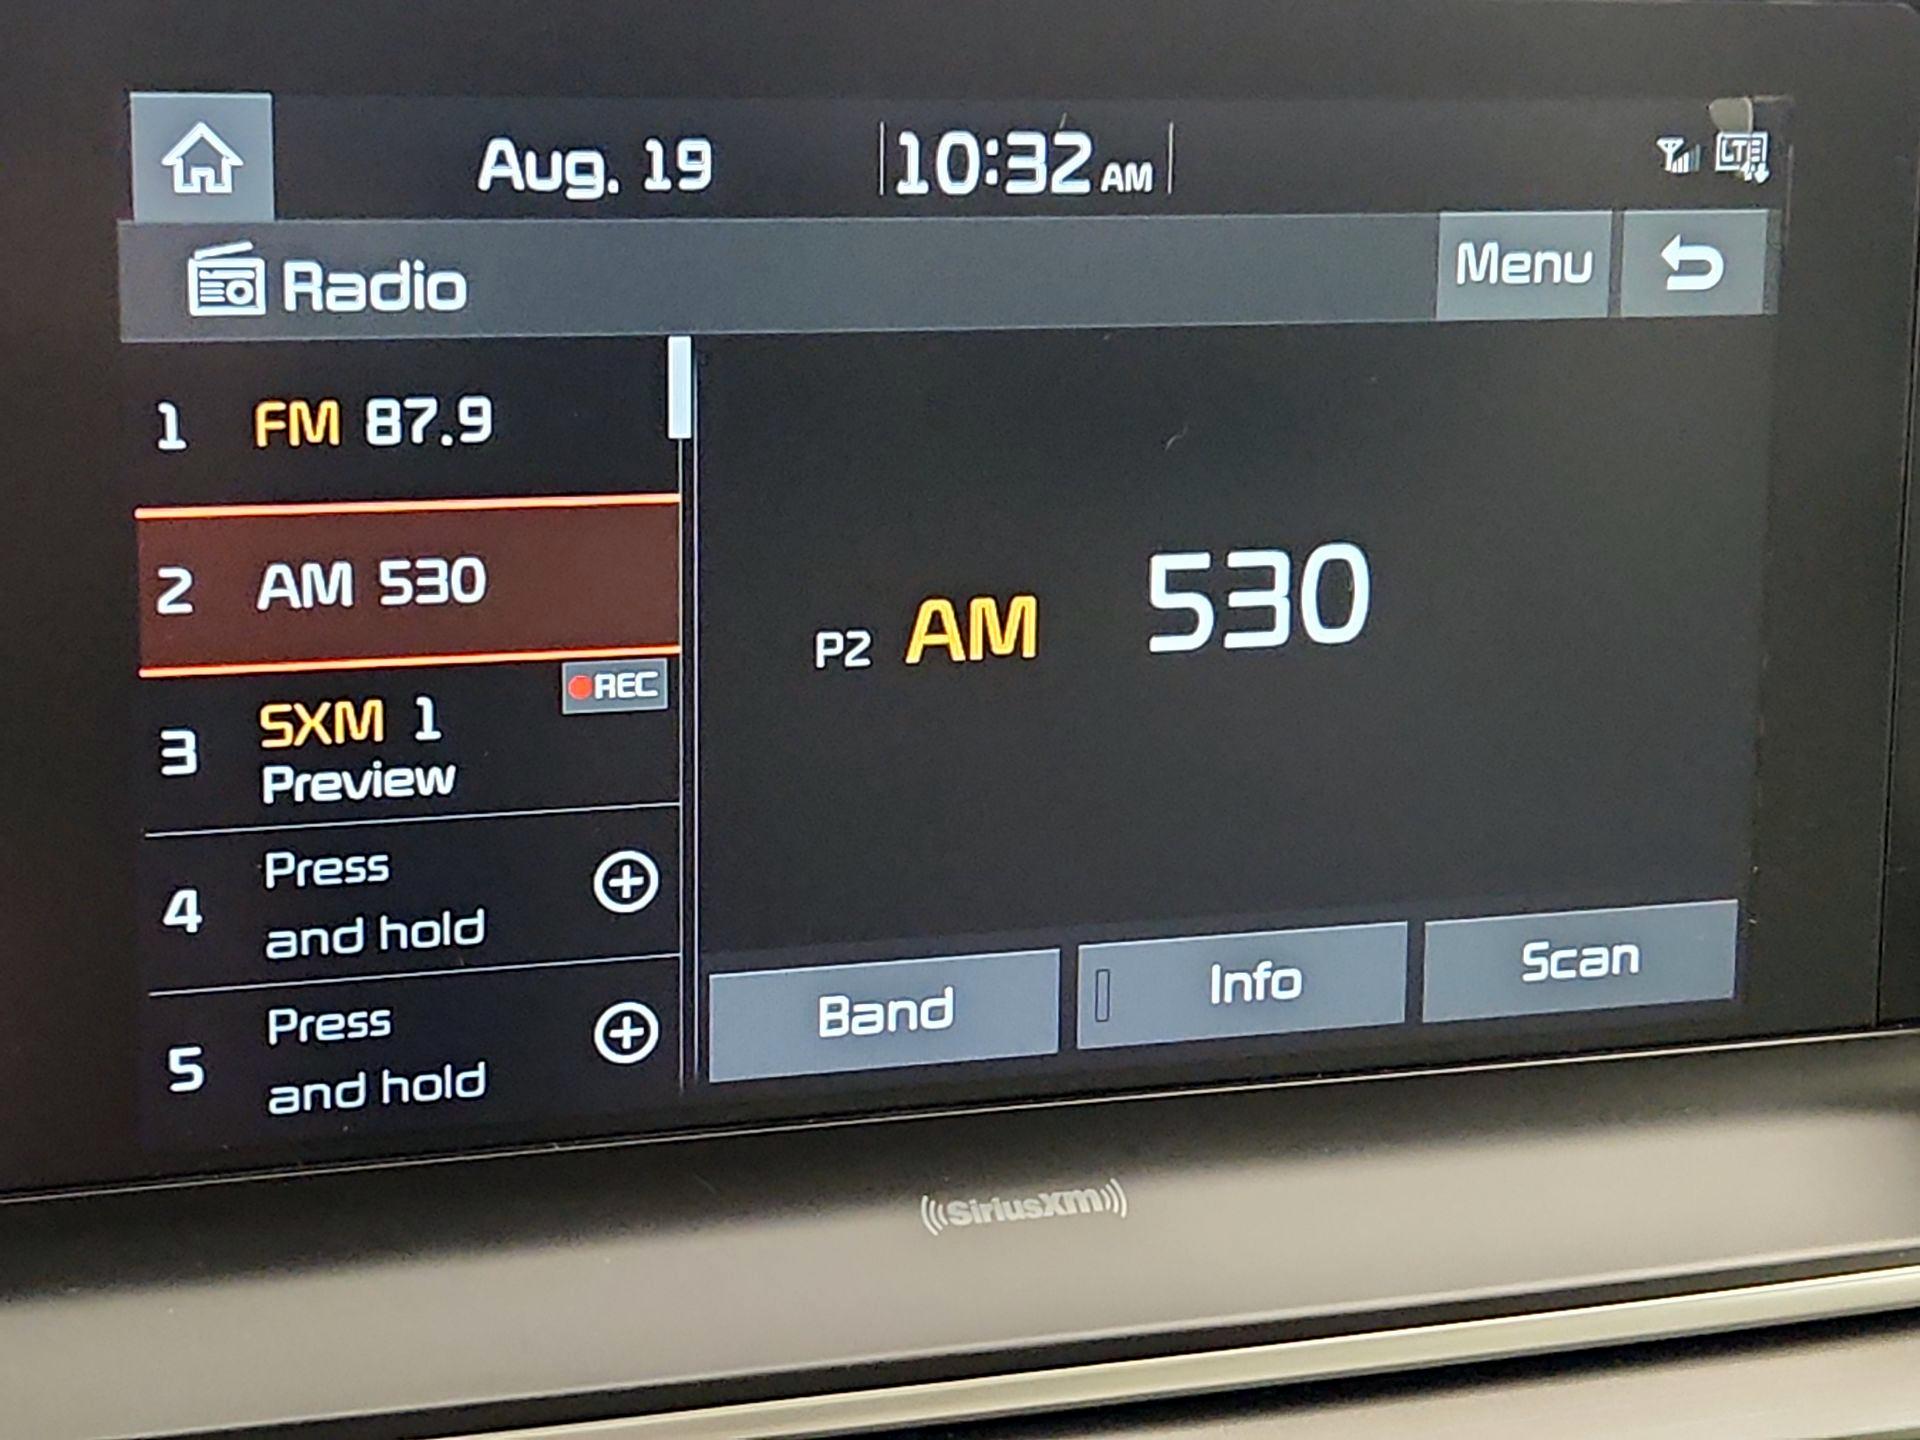 Aug. 19
10:32 AM
LTE
Radio
Menu
1 FM 87.9
2 AM 530
REC
3 SXM 1
Preview
4 Press
and hold
5 Press
and hold
P2 AM 530
Band
Info
Scan
SiriusXM